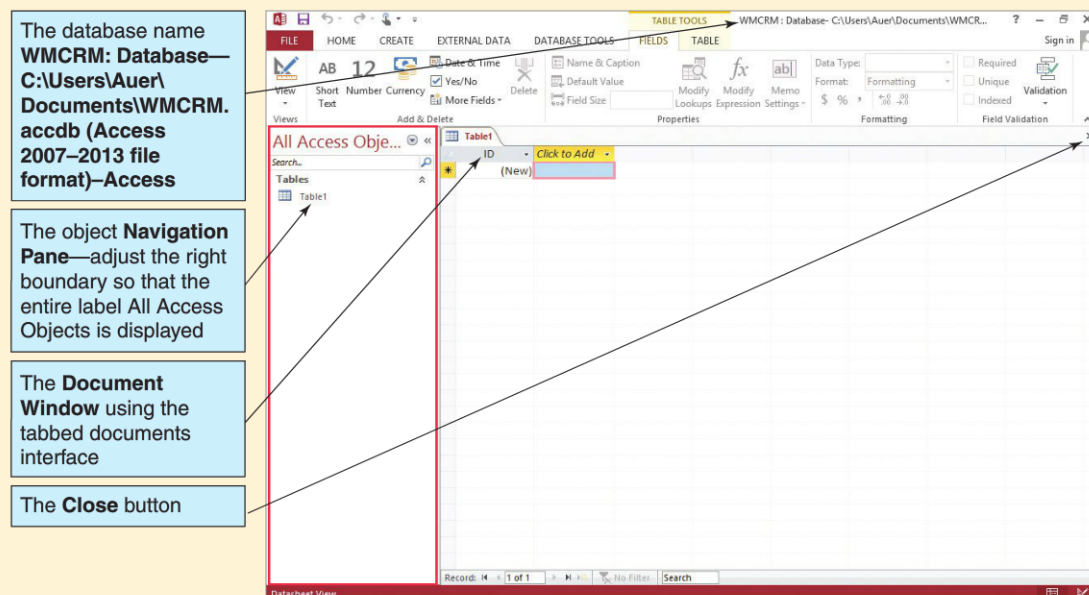 The database name
WMCRM: Database—
C:\Users\Auer\
Documents\WMCRM.
accdb (Access
2007–2013 file
format)–Access
The object Navigation
Pane—adjust the right
boundary so that the
entire label All Access
Objects is displayed
The Document
Window using the
tabbed documents
interface
The Close button
TABLE TOOLS WMCRM : Database- C:\Users\Auer\Documents\WMCR... ?
FILE HOME CREATE EXTERNAL DATA DATABASE TOOLS FIELDS TABLE Sign in
View
Views
AB 12
Short Text Number Currency
Date & Time
Yes/No
More Fields
Delete
Add & Delete
Name & Caption
Default Value
Field Size
Modify Lookups
fx
Modify Expression
ab|
Memo Settings
Properties
Data Type:
Format: Formatting
$ % , .00 .00
Formatting
Required
Unique
Indexed
Validation
Field Validation
All Access Obje... «
Search...
Tables
Table1
Table1
ID Click to Add
(New)
Record: 1 of 1 No Filter Search
Datasheet View